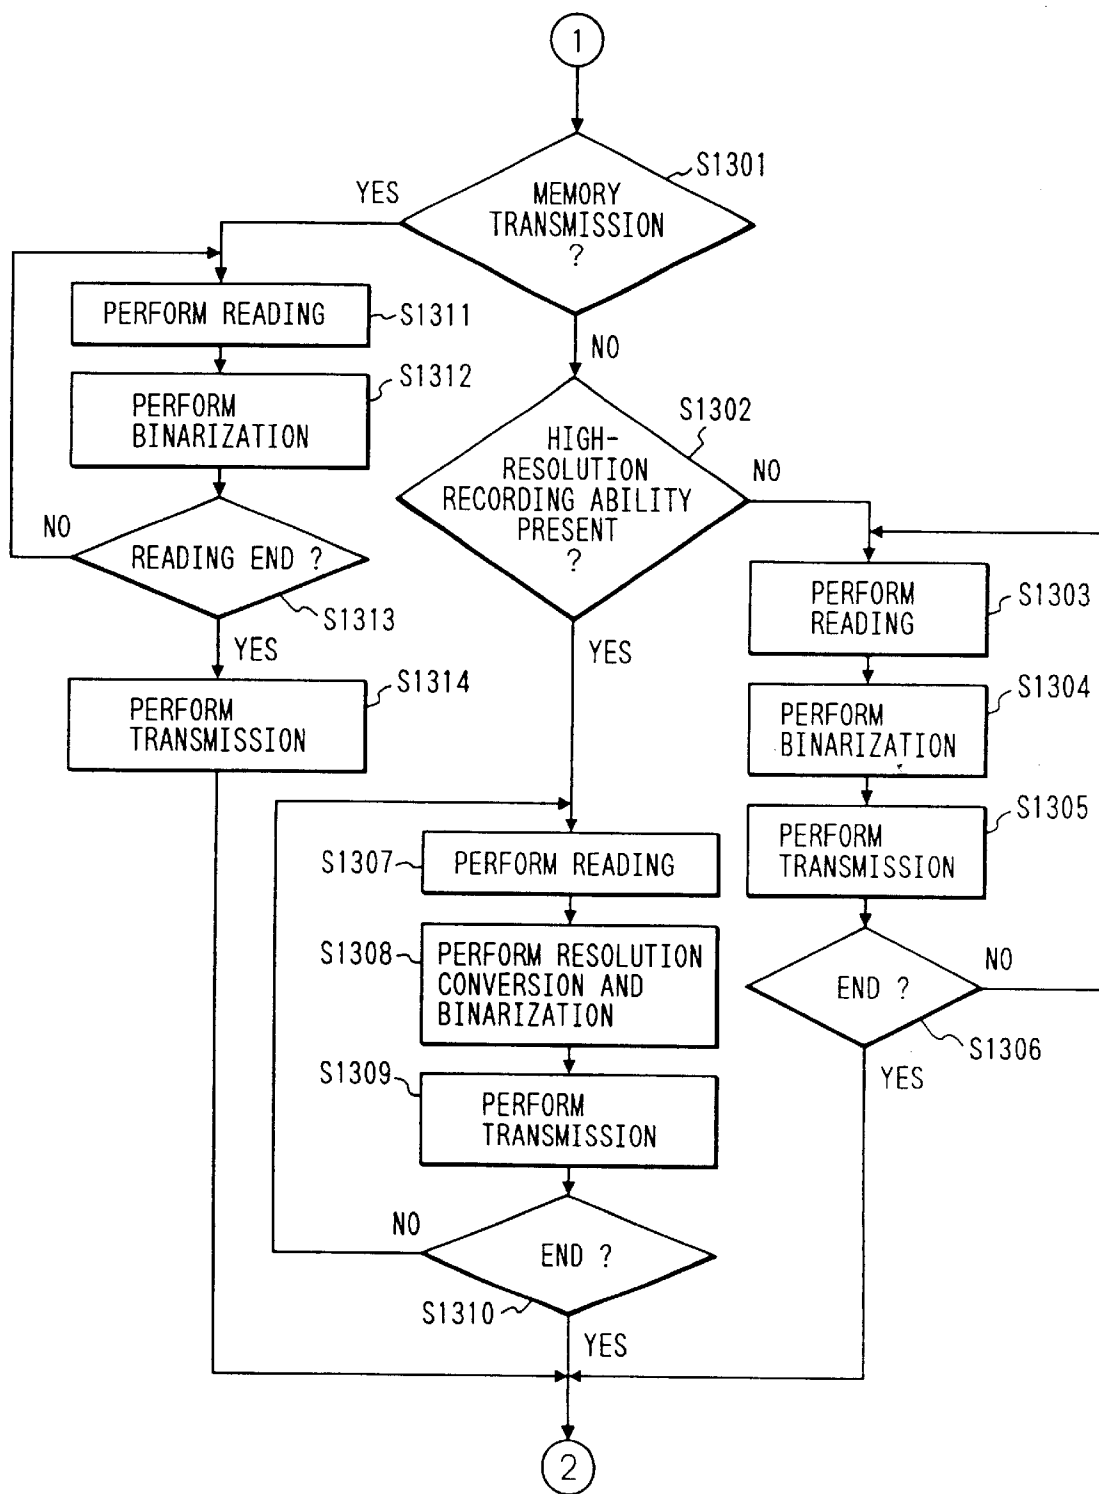 1
S1301
YES
MEMORY
TRANSMISSION
?
PERFORM READING
S1311
NO
S1312
PERFORM
BINARIZATION
S1302
HIGH-
RESOLUTION
RECORDING ABILITY
PRESENT
?
NO
NO
READING END ?
S1313
YES
S1314
PERFORM
TRANSMISSION
YES
PERFORM
READING
S1303
S1304
PERFORM
BINARIZATION
S1305
PERFORM
TRANSMISSION
S1307
PERFORM READING
S1308
PERFORM RESOLUTION
CONVERSION AND
BINARIZATION
NO
END ?
S1306
YES
S1309
PERFORM
TRANSMISSION
NO
END ?
S1310
YES
2